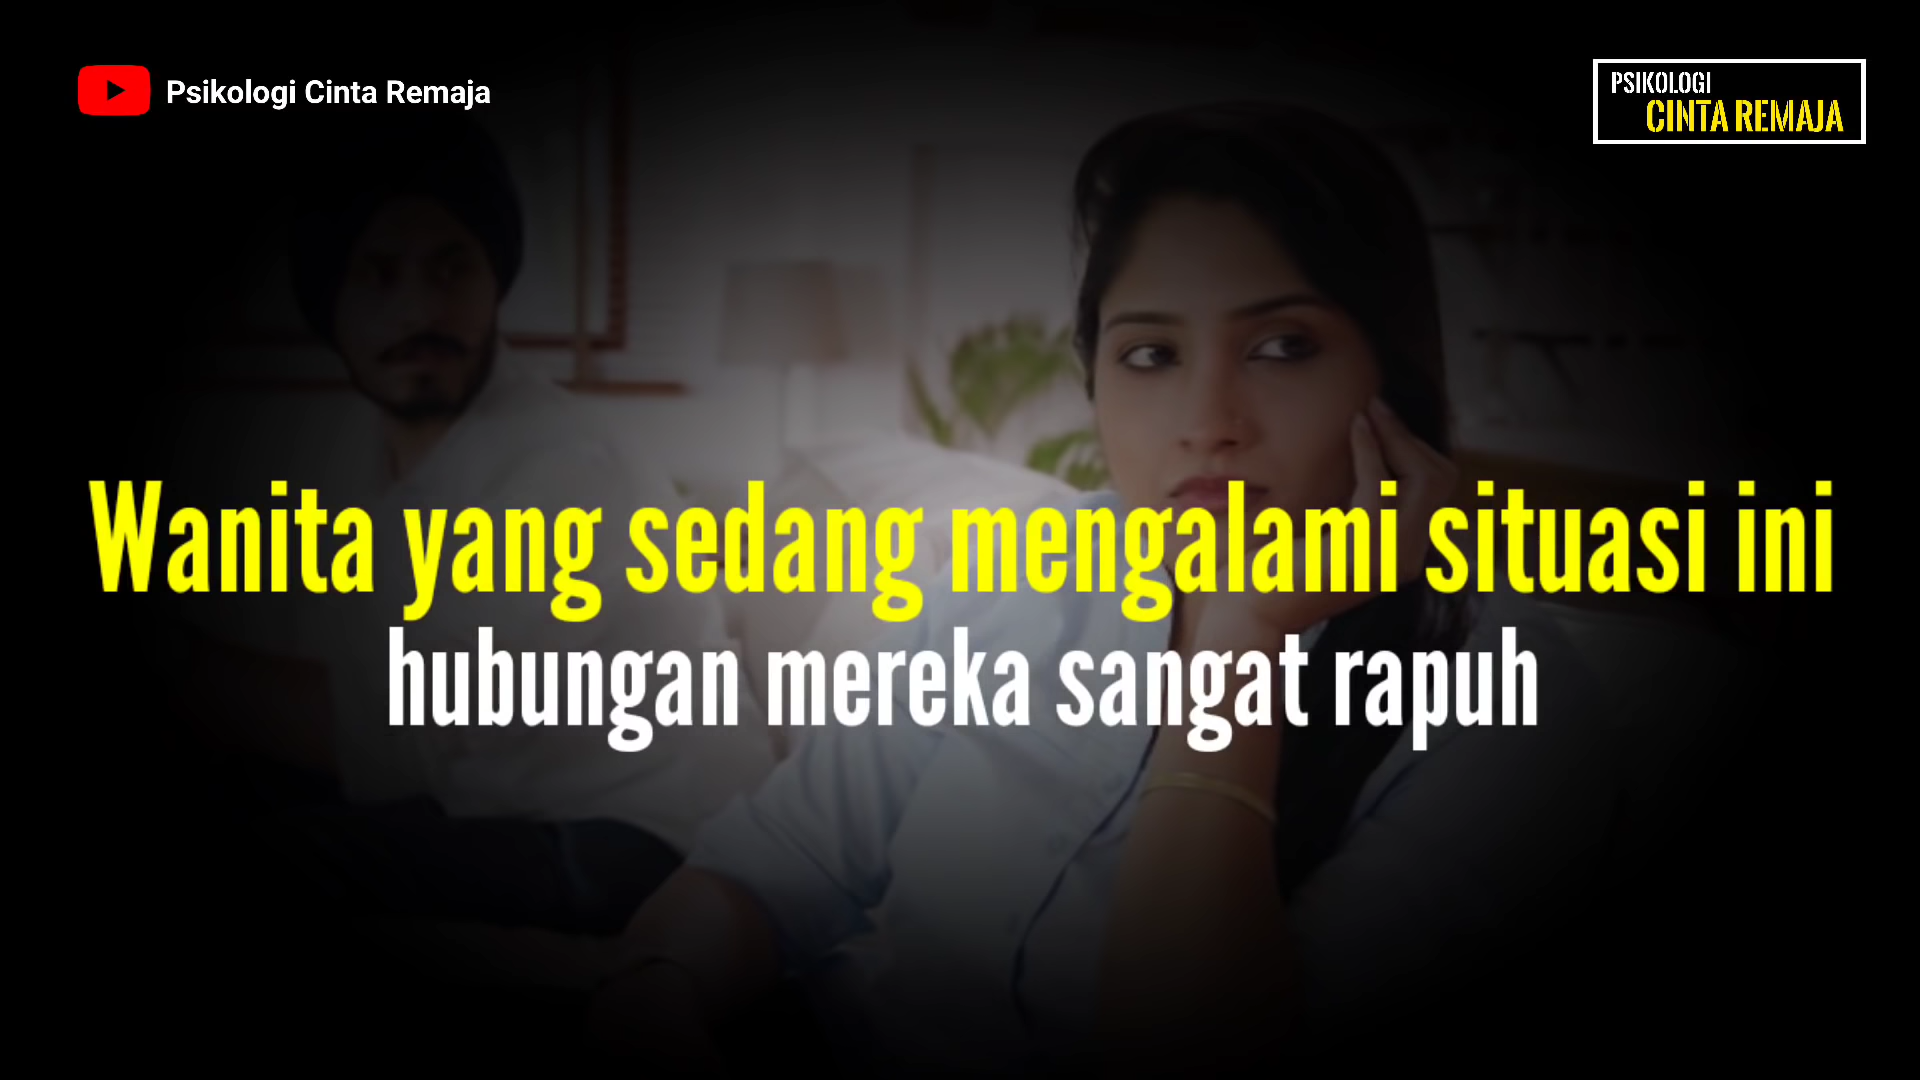 Psikologi Cinta Remaja
PSIKOLOGI
CINTA REMAJA
Wanita yang sedang mengalami situasi ini
hubungan mereka sangat rapuh